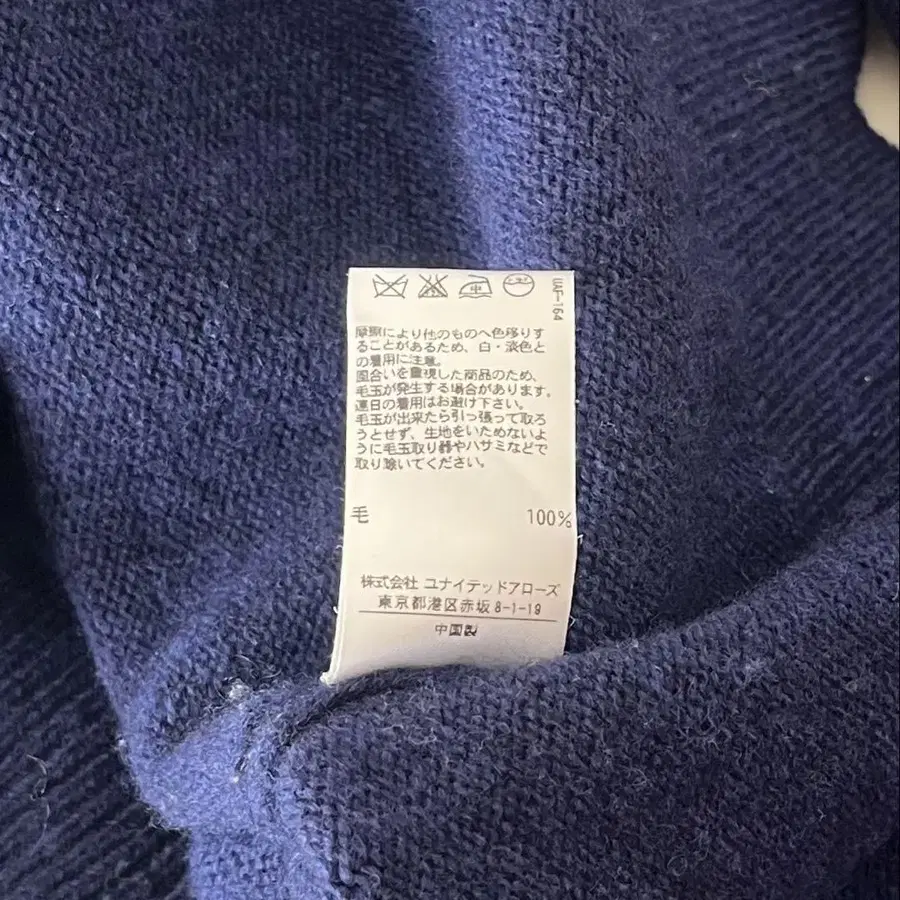 中
UAF-164
摩擦により他のものへ色移りす
ることがあるため、白・淡色と
の着用に注意。
風合いを重視した商品のため、
毛玉が発生する場合があります。
連日の着用はお避け下さい。
毛玉が出来たら引っ張って取ろ
うとせず、生地をいためないよ
うに毛玉取り器やハサミなどで
取り除いてください。
毛 100%
株式会社 ユナイテッドアローズ
東京都港区赤坂 8-1-19
中国製